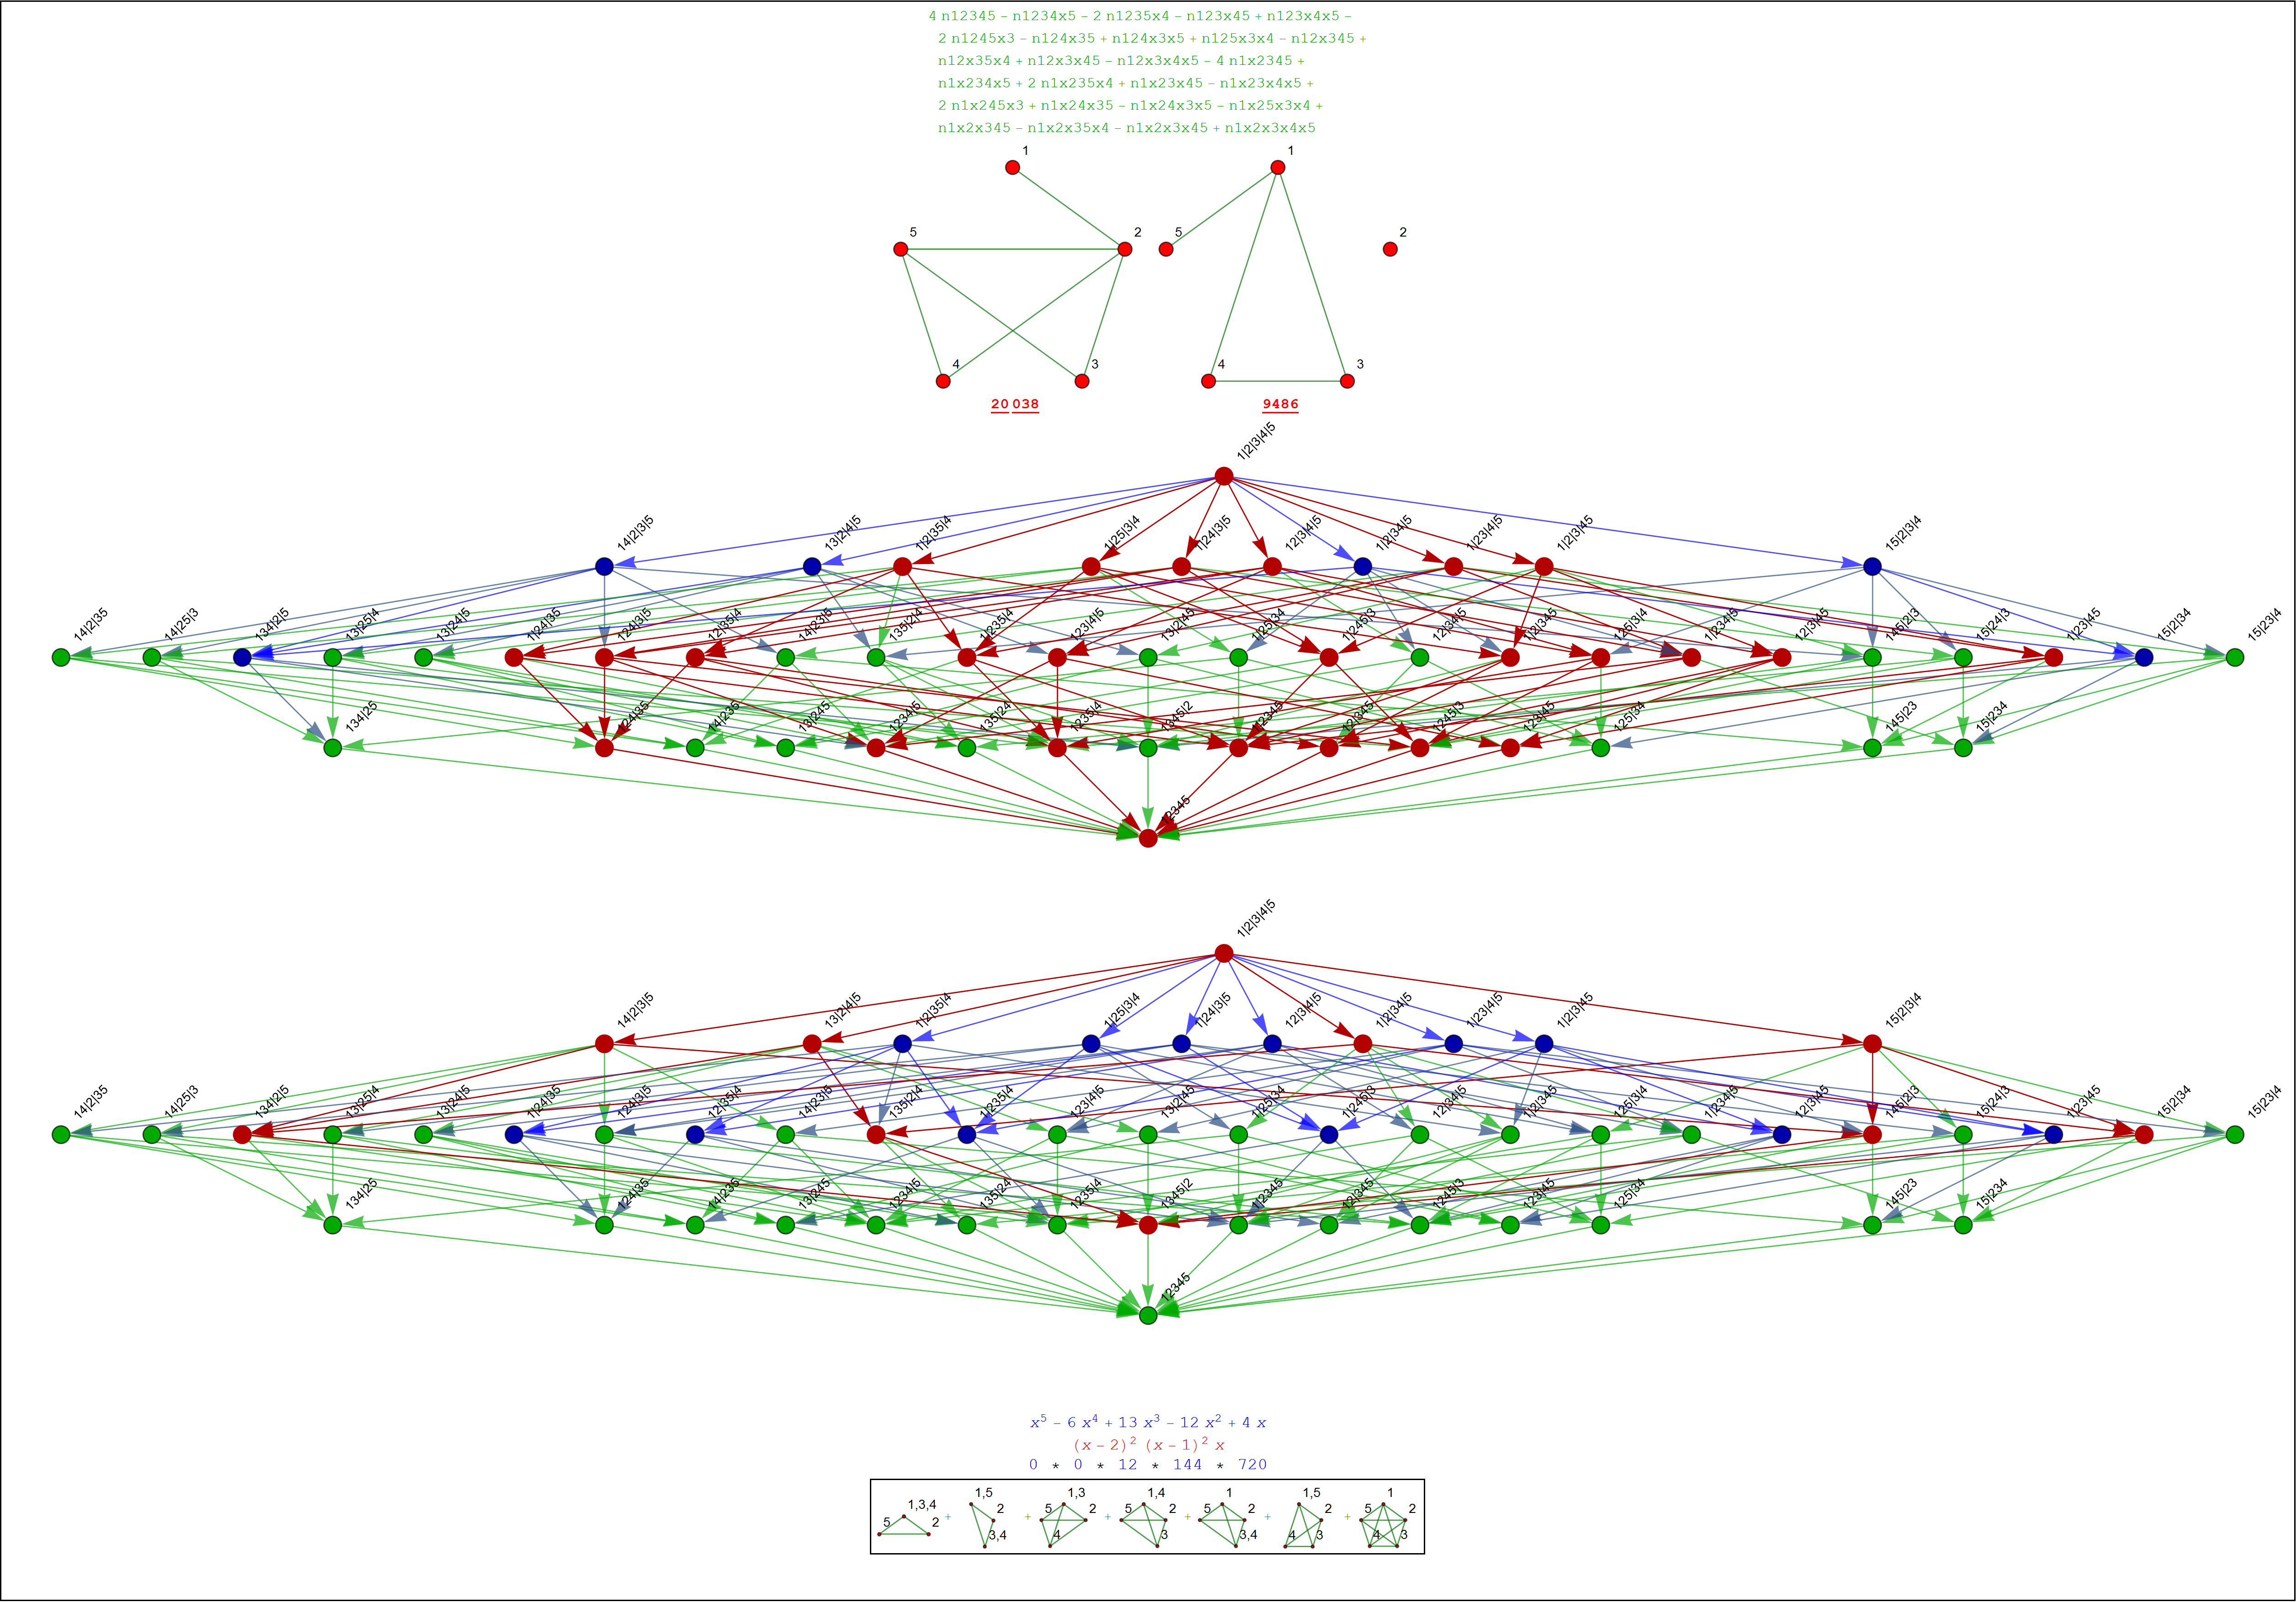 4 n12345 − n1234x5 − 2 n1235x4 − n123x45 + n123x4x5 −
2 n1245x3 − n124x35 + n124x3x5 + n125x3x4 − n12x345 +
n12x35x4 + n12x3x45 − n12x3x4x5 − 4 n1x2345 +
n1x234x5 + 2 n1x235x4 + n1x23x45 − n1x23x4x5 +
2 n1x245x3 + n1x24x35 − n1x24x3x5 − n1x25x3x4 +
n1x2x345 − n1x2x35x4 − n1x2x3x45 + n1x2x3x4x5
1 1
5 2 5 2
4 3 4 3
20 038 9486
1|2|3|4|5
14|2|3|5 13|2|4|5 1|2|35|4 1|25|3|4 1|24|3|5 12|3|4|5 1|2|34|5 1|23|4|5 1|2|3|45 15|2|3|4
14|2|35 14|25|3 134|2|5 13|25|4 13|24|5 1|24|35 124|3|5 12|35|4 14|23|5 135|2|4 1|235|4 123|4|5 13|2|45 1|25|34 1|245|3 12|34|5 1|2|345 125|3|4 1|234|5 12|3|45 145|2|3 15|24|3 1|23|45 15|2|34 15|23|4
134|25 124|35 14|235 13|245 1234|5 135|24 1235|4 1345|2 1|2345 12|345 1245|3 123|45 125|34 145|23 15|234
12345
1|2|3|4|5
14|2|3|5 13|2|4|5 1|2|35|4 1|25|3|4 1|24|3|5 12|3|4|5 1|2|34|5 1|23|4|5 1|2|3|45 15|2|3|4
14|2|35 14|25|3 134|2|5 13|25|4 13|24|5 1|24|35 124|3|5 12|35|4 14|23|5 135|2|4 1|235|4 123|4|5 13|2|45 1|25|34 1|245|3 12|34|5 1|2|345 125|3|4 1|234|5 12|3|45 145|2|3 15|24|3 1|23|45 15|2|34 15|23|4
134|25 124|35 14|235 13|245 1234|5 135|24 1235|4 1345|2 1|2345 12|345 1245|3 123|45 125|34 145|23 15|234
12345
x⁵ − 6 x⁴ + 13 x³ − 12 x² + 4 x
(x − 2)² (x − 1)² x
0 * 0 * 12 * 144 * 720
1,3,4 1,5 1,3 1,4 1 1,5 1
5 2 + 2 + 5 2 + 5 2 + 5 2 + 2 + 5 2
3,4 4 3 3,4 4 3 4 3